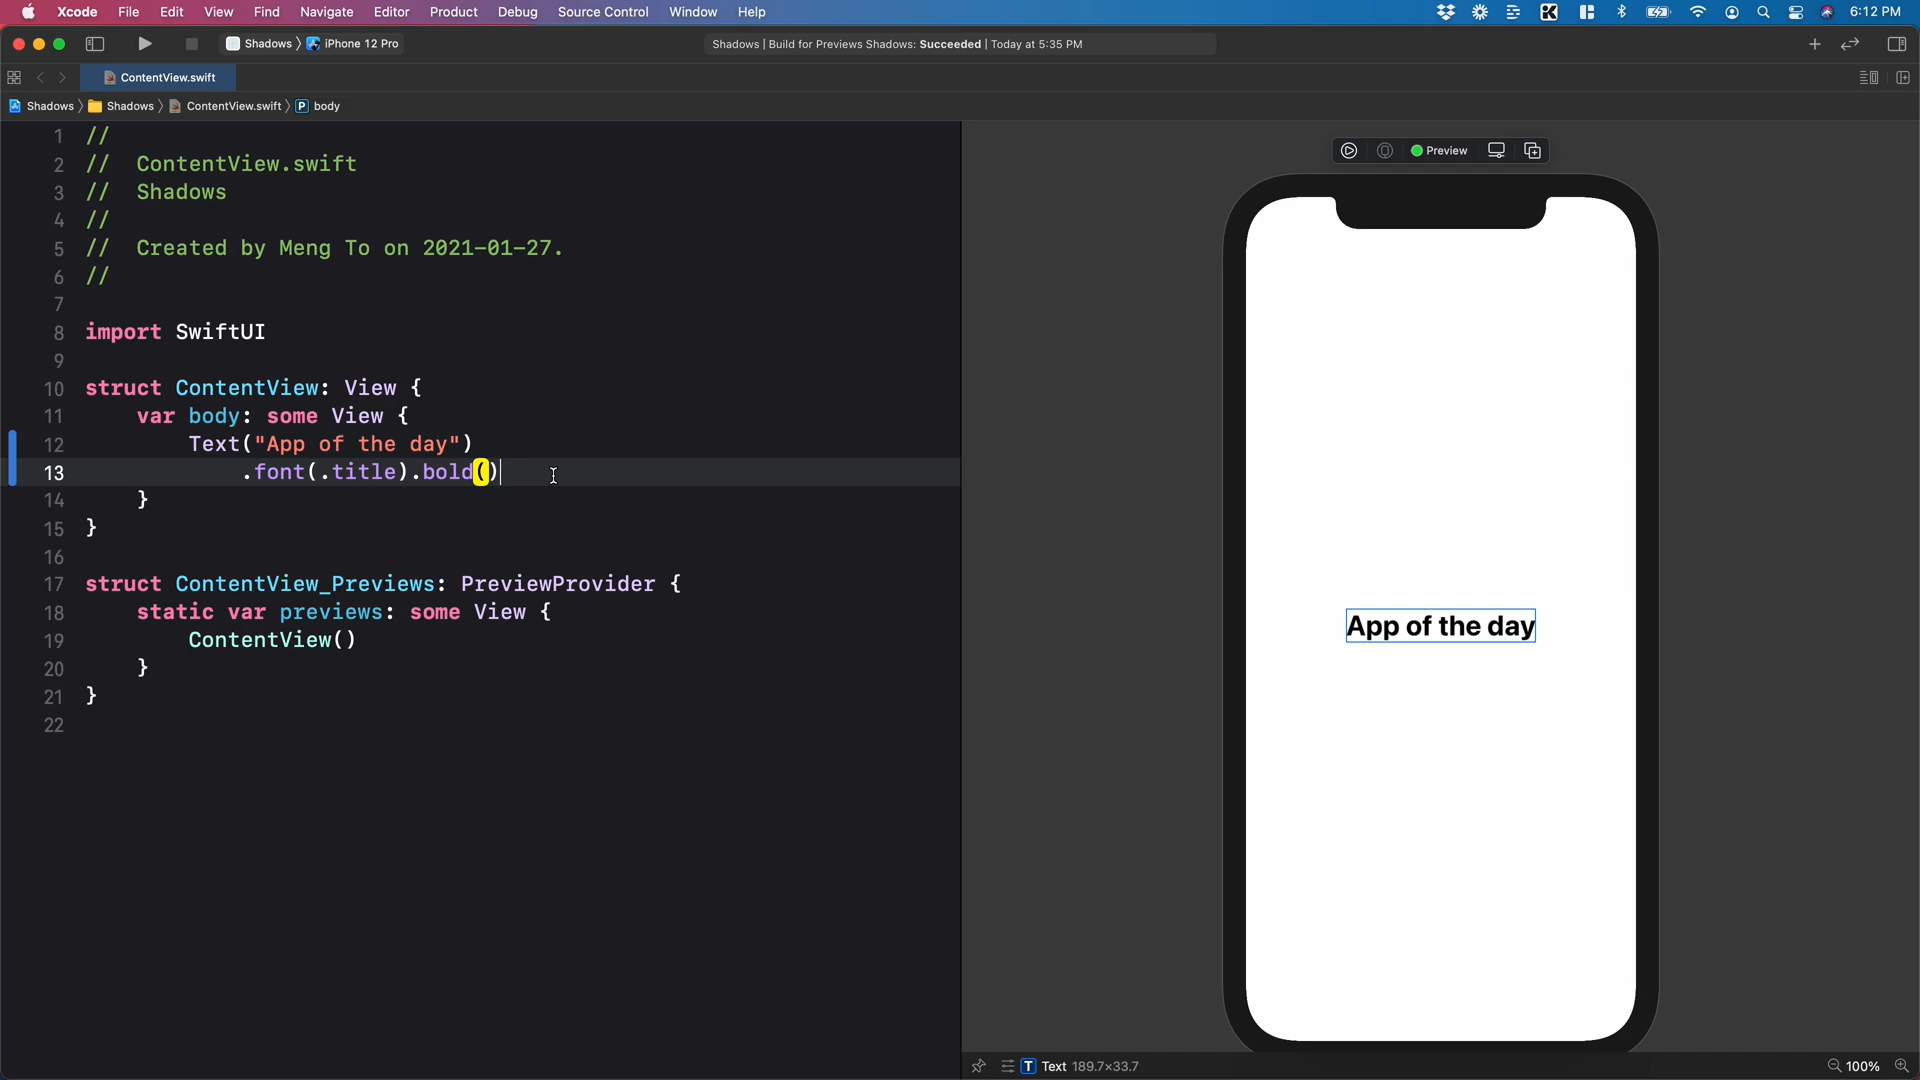 Xcode File Edit View Find Navigate Editor Product Debug Source Control Window Help 6:12 PM
Shadows 〉 iPhone 12 Pro Shadows | Build for Previews Shadows: Succeeded | Today at 5:35 PM
ContentView.swift
Shadows 〉 Shadows 〉 ContentView.swift 〉 P body
1 //
2 //  ContentView.swift
3 //  Shadows
4 //
5 //  Created by Meng To on 2021-01-27.
6 //
7
8 import SwiftUI
9
10 struct ContentView: View {
11     var body: some View {
12         Text("App of the day")
13             .font(.title).bold()
14     }
15 }
16
17 struct ContentView_Previews: PreviewProvider {
18     static var previews: some View {
19         ContentView()
20     }
21 }
22
Preview
App of the day
T Text 189.7×33.7 100%